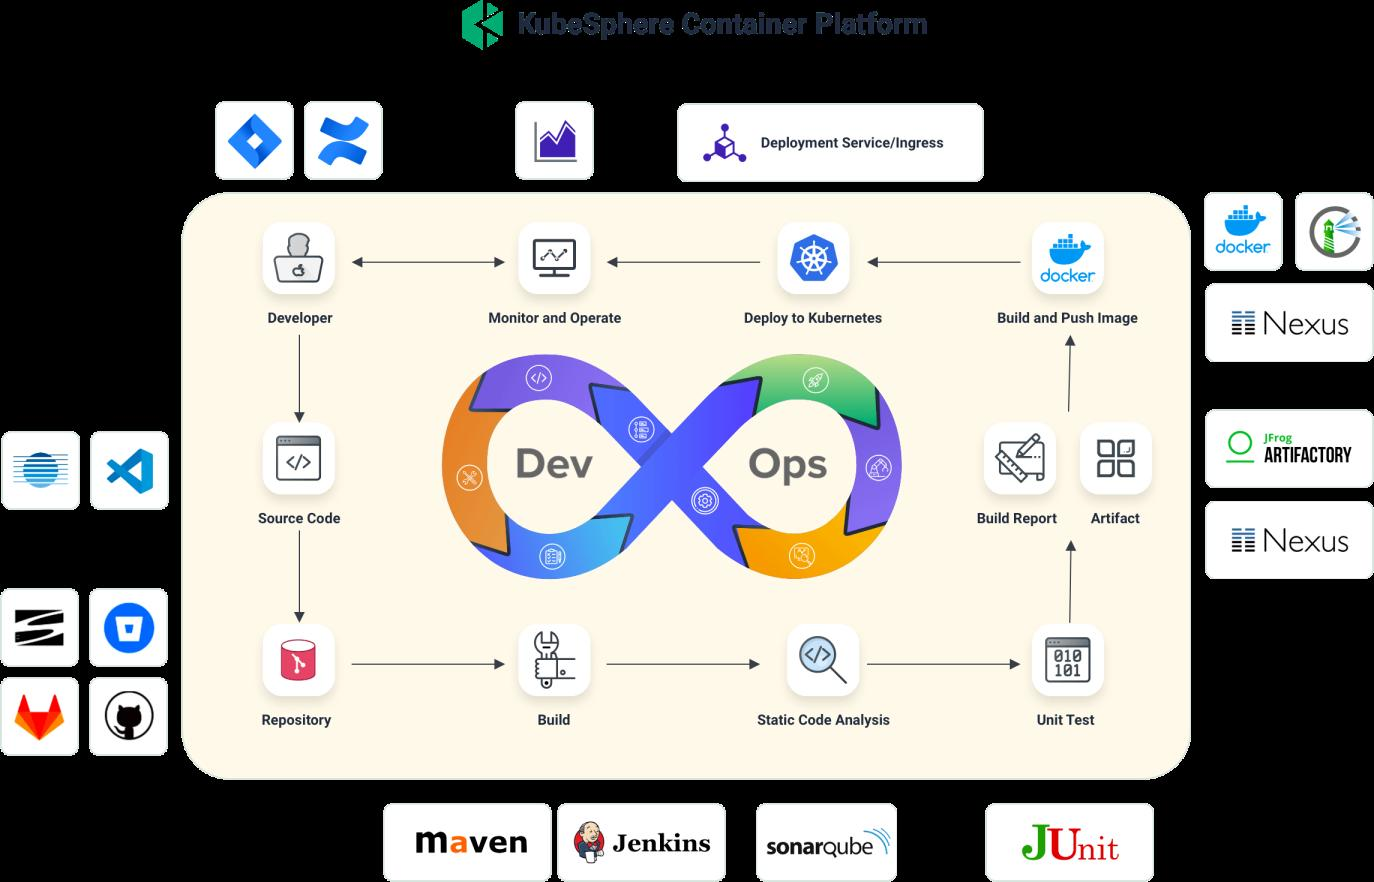 KubeSphere Container Platform
Deployment Service/Ingress
docker
docker
Developer
Monitor and Operate
Deploy to Kubernetes
Build and Push Image
Nexus
Dev
Ops
JFrog
ARTIFACTORY
Source Code
Build Report
Artifact
Nexus
010
101
Repository
Build
Static Code Analysis
Unit Test
maven
Jenkins
sonarqube
JUnit